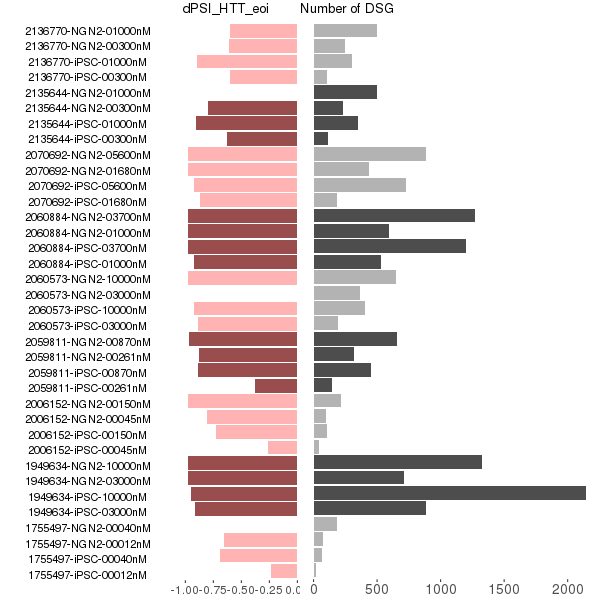 dPSI_HTT_eoi Number of DSG
2136770-NGN2-01000nM
2136770-NGN2-00300nM
2136770-iPSC-01000nM
2136770-iPSC-00300nM
2135644-NGN2-01000nM
2135644-NGN2-00300nM
2135644-iPSC-01000nM
2135644-iPSC-00300nM
2070692-NGN2-05600nM
2070692-NGN2-01680nM
2070692-iPSC-05600nM
2070692-iPSC-01680nM
2060884-NGN2-03700nM
2060884-NGN2-01000nM
2060884-iPSC-03700nM
2060884-iPSC-01000nM
2060573-NGN2-10000nM
2060573-NGN2-03000nM
2060573-iPSC-10000nM
2060573-iPSC-03000nM
2059811-NGN2-00870nM
2059811-NGN2-00261nM
2059811-iPSC-00870nM
2059811-iPSC-00261nM
2006152-NGN2-00150nM
2006152-NGN2-00045nM
2006152-iPSC-00150nM
2006152-iPSC-00045nM
1949634-NGN2-10000nM
1949634-NGN2-03000nM
1949634-iPSC-10000nM
1949634-iPSC-03000nM
1755497-NGN2-00040nM
1755497-NGN2-00012nM
1755497-iPSC-00040nM
1755497-iPSC-00012nM
-1.00-0.75-0.50-0.25 0.0 0 500 1000 1500 2000